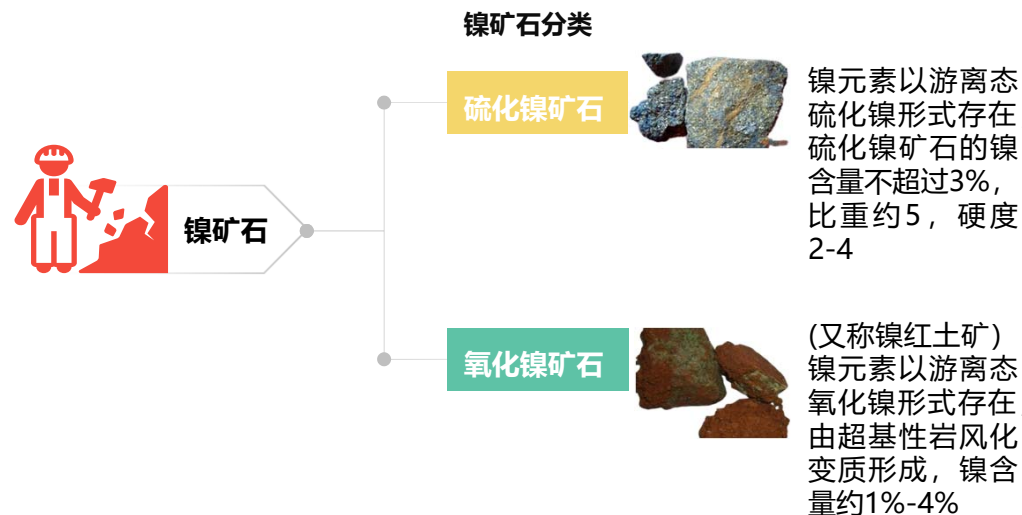 镍矿石分类
镍矿石
硫化镍矿石
镍元素以游离态
硫化镍形式存在
硫化镍矿石的镍
含量不超过3%，
比重约5，硬度
2-4
氧化镍矿石
(又称镍红土矿）
镍元素以游离态
氧化镍形式存在
由超基性岩风化
变质形成，镍含
量约1%-4%